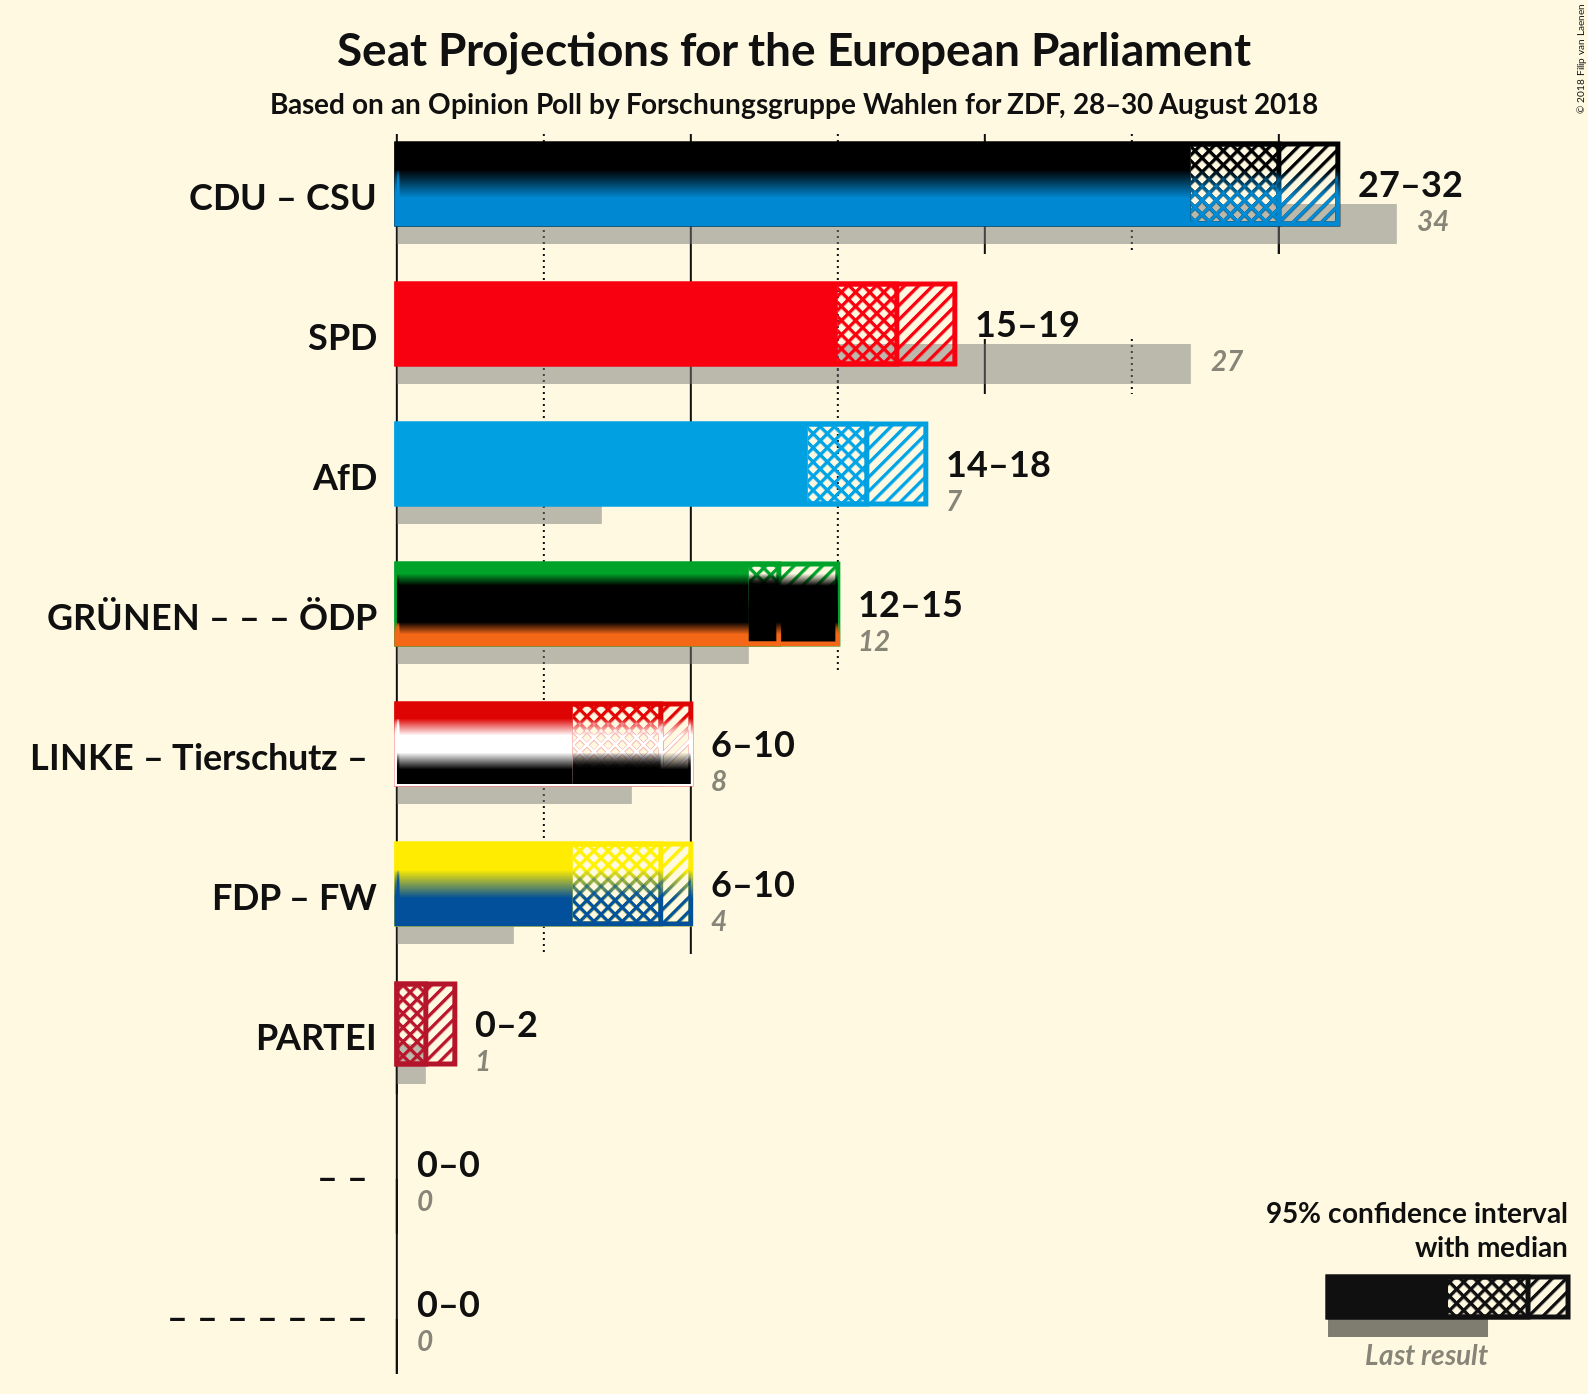 Seat Projections for the European Parliament
Based on an Opinion Poll by Forschungsgruppe Wahlen for ZDF, 28–30 August 2018
© 2018 Filip van Laenen
CDU – CSU
27–32
34
SPD
15–19
27
AfD
14–18
7
GRÜNEN – – – ÖDP
12–15
12
LINKE – Tierschutz –
6–10
8
FDP – FW
6–10
4
PARTEI
0–2
1
– –
0–0
0
– – – – – – –
0–0
0
95% confidence interval
with median
Last result